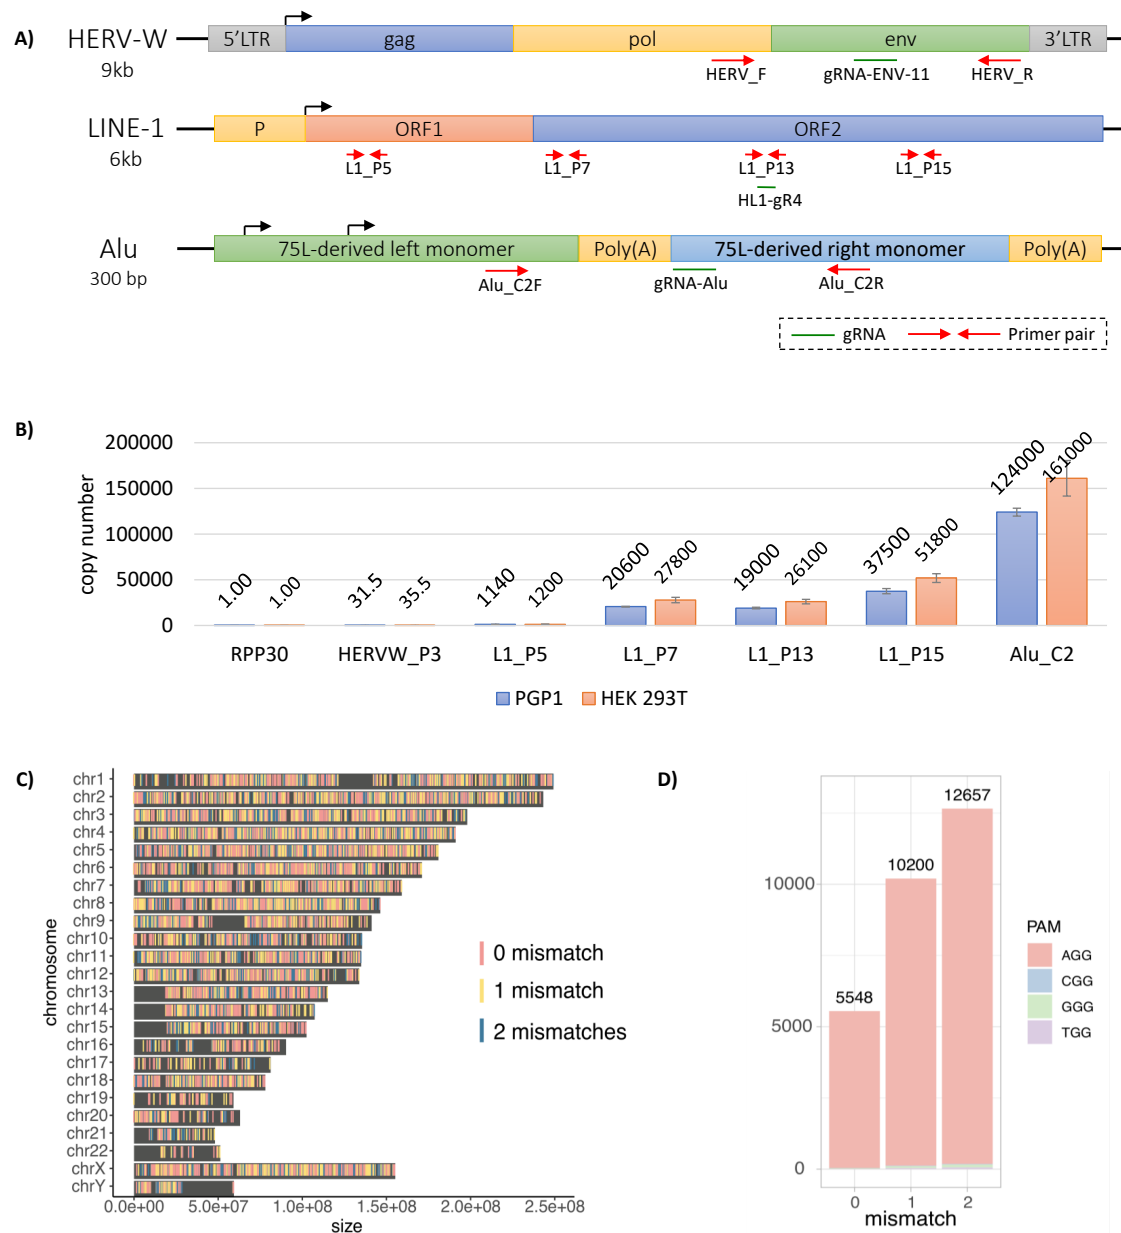 A)
HERV-W
9kb
5'LTR gag pol env 3'LTR
HERV_F gRNA-ENV-11 HERV_R
LINE-1
6kb
P ORF1 ORF2
L1_P5 L1_P7 L1_P13 L1_P15
HL1-gR4
Alu
300 bp
75L-derived left monomer Poly(A) 75L-derived right monomer Poly(A)
Alu_C2F gRNA-Alu Alu_C2R
gRNA Primer pair
B)
copy number
200000
150000
100000
50000
0
1.00 1.00 31.5 35.5 1140 1200 20600 27800 19000 26100 37500 51800 124000 161000
RPP30 HERVW_P3 L1_P5 L1_P7 L1_P13 L1_P15 Alu_C2
PGP1 HEK 293T
C)
chromosome
chr1
chr2
chr3
chr4
chr5
chr6
chr7
chr8
chr9
chr10
chr11
chr12
chr13
chr14
chr15
chr16
chr17
chr18
chr19
chr20
chr21
chr22
chrX
chrY
0.0e+00 5.0e+07 1.0e+08 1.5e+08 2.0e+08 2.5e+08
size
0 mismatch
1 mismatch
2 mismatches
D)
12657
10200
5548
10000
5000
0
0 1 2
mismatch
PAM
AGG
CGG
GGG
TGG